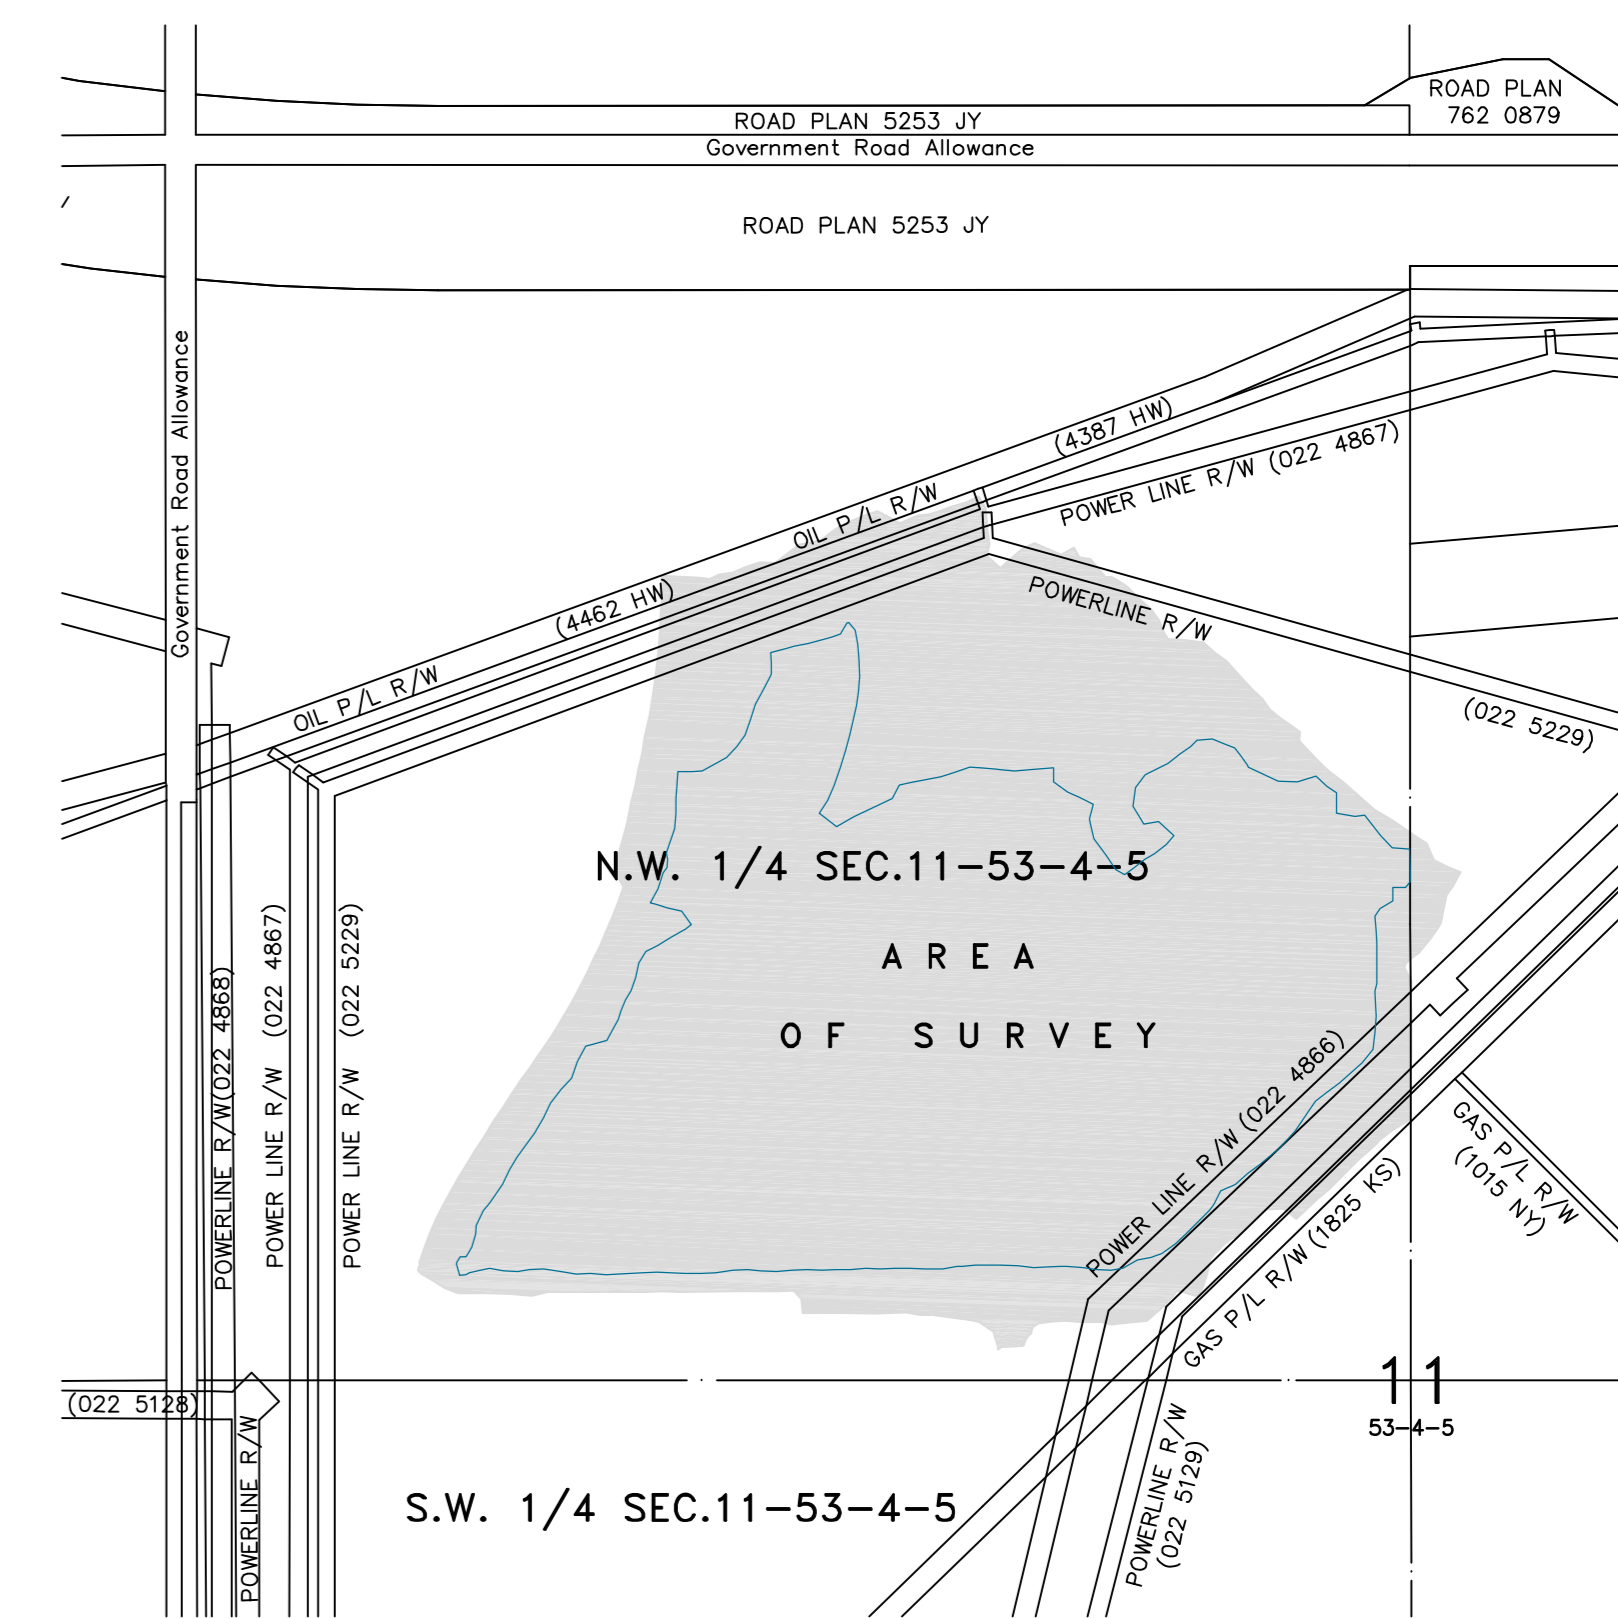 ROAD PLAN
762 0879
ROAD PLAN 5253 JY
Government Road Allowance
ROAD PLAN 5253 JY
Government Road Allowance
(4387 HW)
OIL P/L R/W
POWER LINE R/W (022 4867)
(4462 HW)
POWERLINE R/W
OIL P/L R/W
(022 5229)
N.W. 1/4 SEC.11-53-4-5
AREA
OF SURVEY
POWERLINE R/W(022 4868)
POWER LINE R/W (022 4867)
POWER LINE R/W (022 5229)
POWER LINE R/W (022 4866)
GAS P/L R/W
(1015 NY)
GAS P/L R/W (1825 KS)
11
53-4-5
(022 5128)
POWERLINE R/W
POWERLINE R/W
(022 5129)
S.W. 1/4 SEC.11-53-4-5